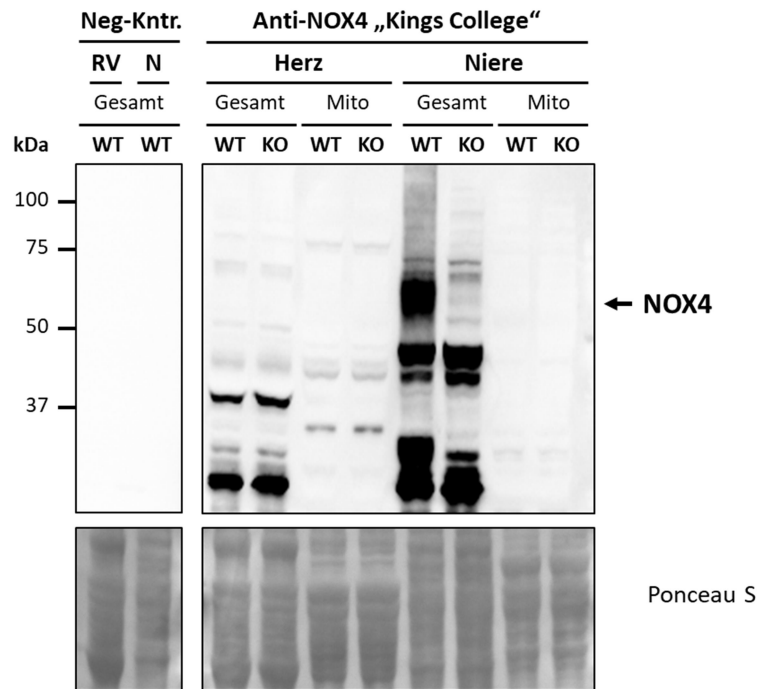 Neg-Kntr. Anti-NOX4 „Kings College“
RV N Herz Niere
Gesamt Gesamt Mito Gesamt Mito
kDa WT WT WT KO WT KO WT KO WT KO
100
75
NOX4
50
37
Ponceau S